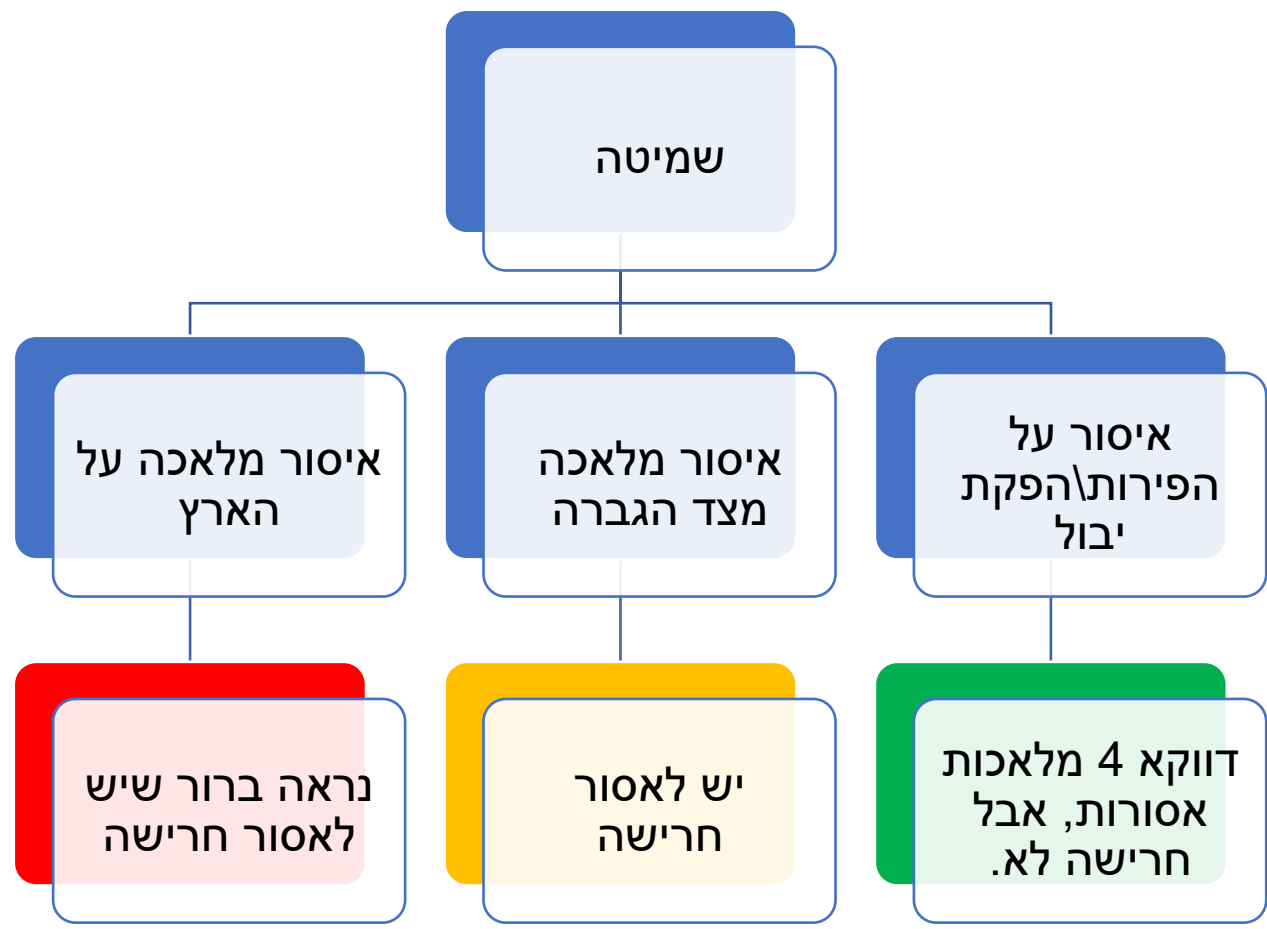 שמיטה
איסור על
הפירות\הפקת
יבול
איסור מלאכה
מצד הגברה
איסור מלאכה על
הארץ
דווקא 4 מלאכות
אסורות, אבל
חרישה לא.
יש לאסור
חרישה
נראה ברור שיש
לאסור חרישה